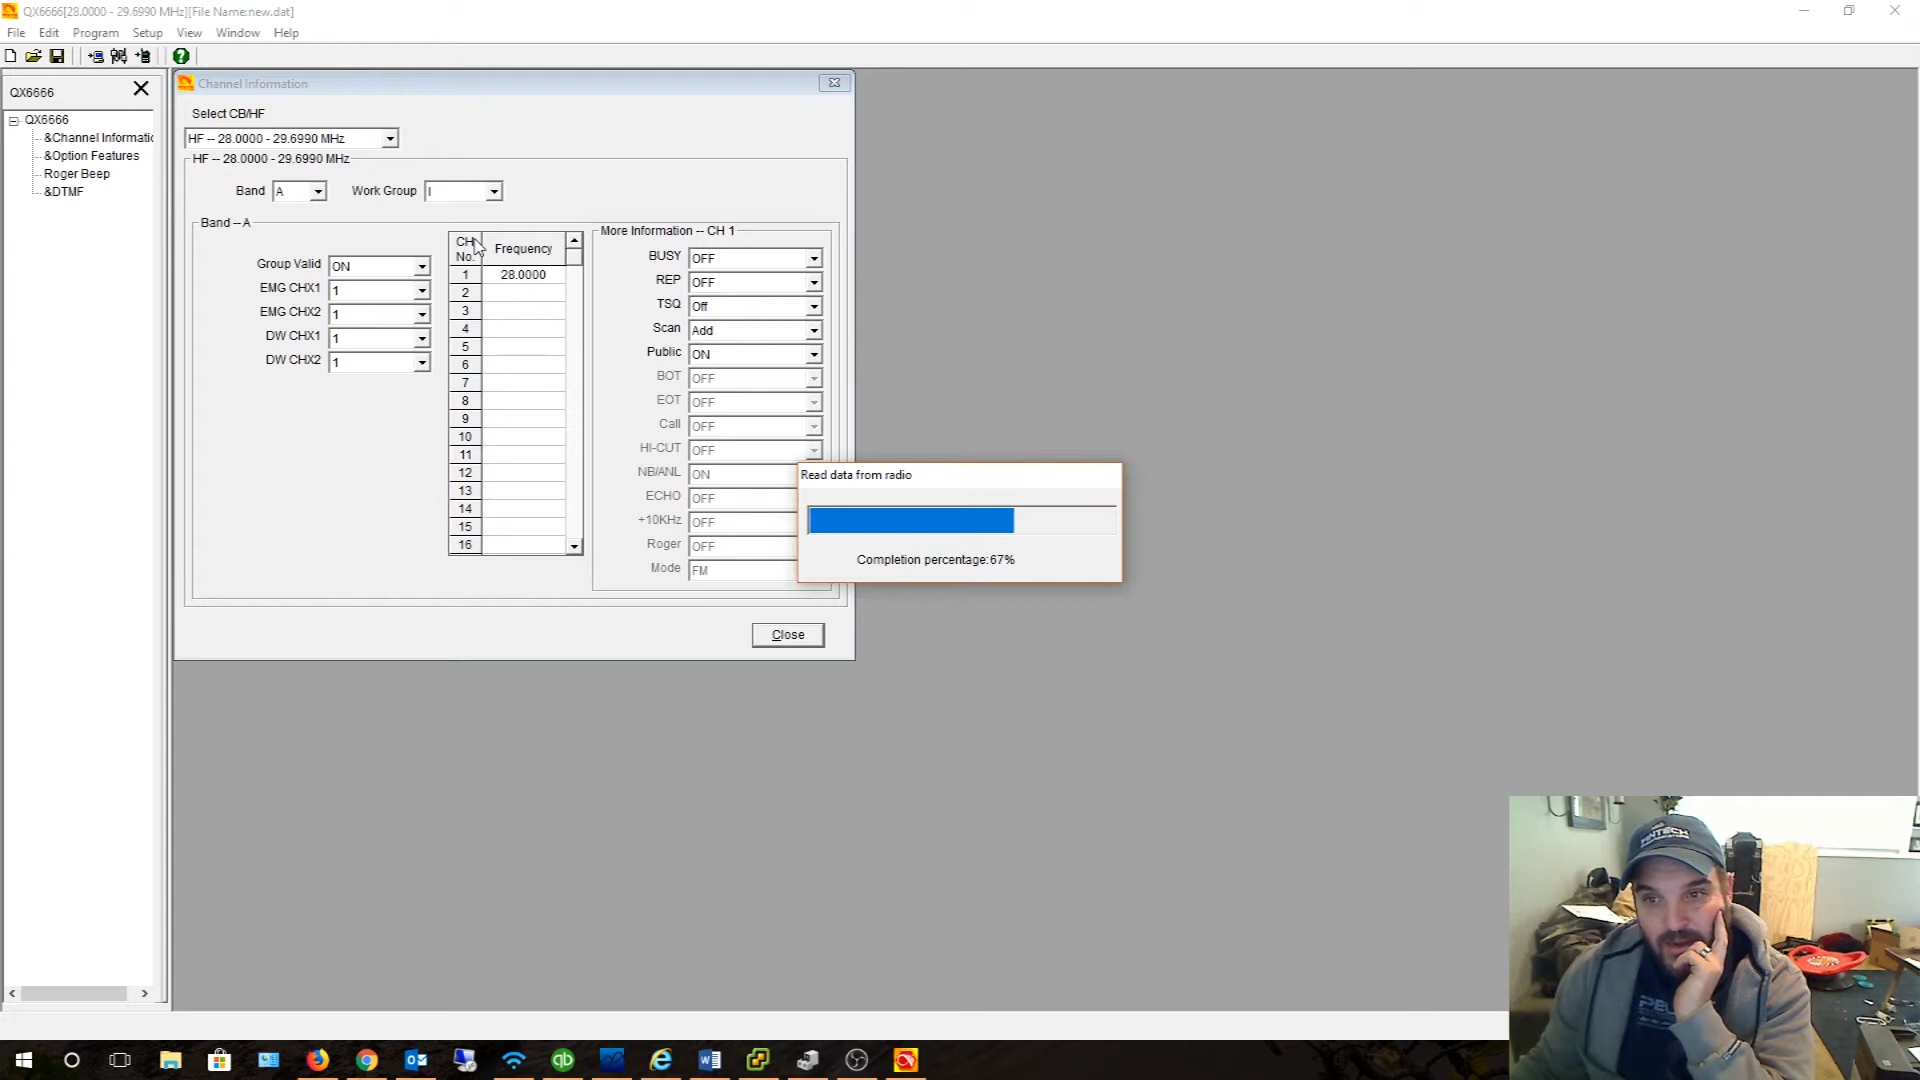 QX6666[28.0000 - 29.6990 MHz][File Name:new.dat]
File Edit Program Setup View Window Help
QX6666
QX6666
&Channel Informatic
&Option Features
Roger Beep
&DTMF
Channel Information
Select CB/HF
HF -- 28.0000 - 29.6990 MHz
HF -- 28.0000 - 29.6990 MHz
Band A Work Group I
Band -- A
Group Valid ON
EMG CHX1 1
EMG CHX2 1
DW CHX1 1
DW CHX2 1
CH No. Frequency
1 28.0000
2
3
4
5
6
7
8
9
10
11
12
13
14
15
16
More Information -- CH 1
BUSY OFF
REP OFF
TSQ Off
Scan Add
Public ON
BOT OFF
EOT OFF
Call OFF
HI-CUT OFF
NB/ANL ON
ECHO OFF
+10KHz OFF
Roger OFF
Mode FM
Close
Read data from radio
Completion percentage:67%